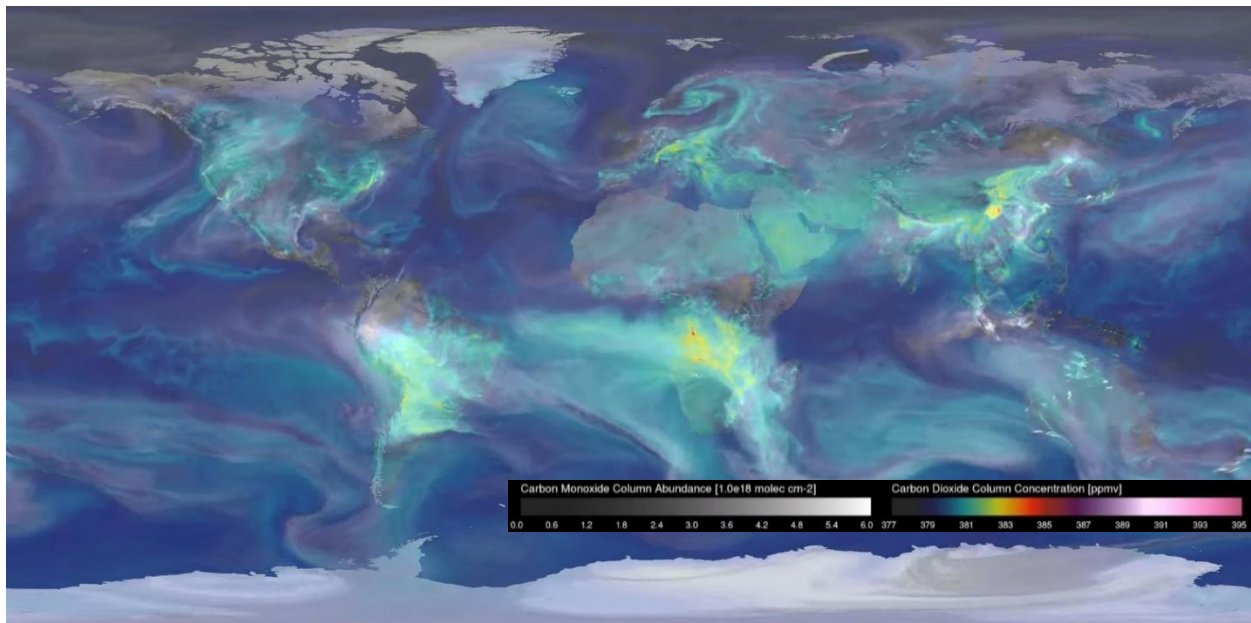 Carbon Monoxide Column Abundance [1.0e18 molec cm-2]
0.0 0.6 1.2 1.8 2.4 3.0 3.6 4.2 4.8 5.4 6.0
Carbon Dioxide Column Concentration [ppmv]
377 379 381 383 385 387 389 391 393 395